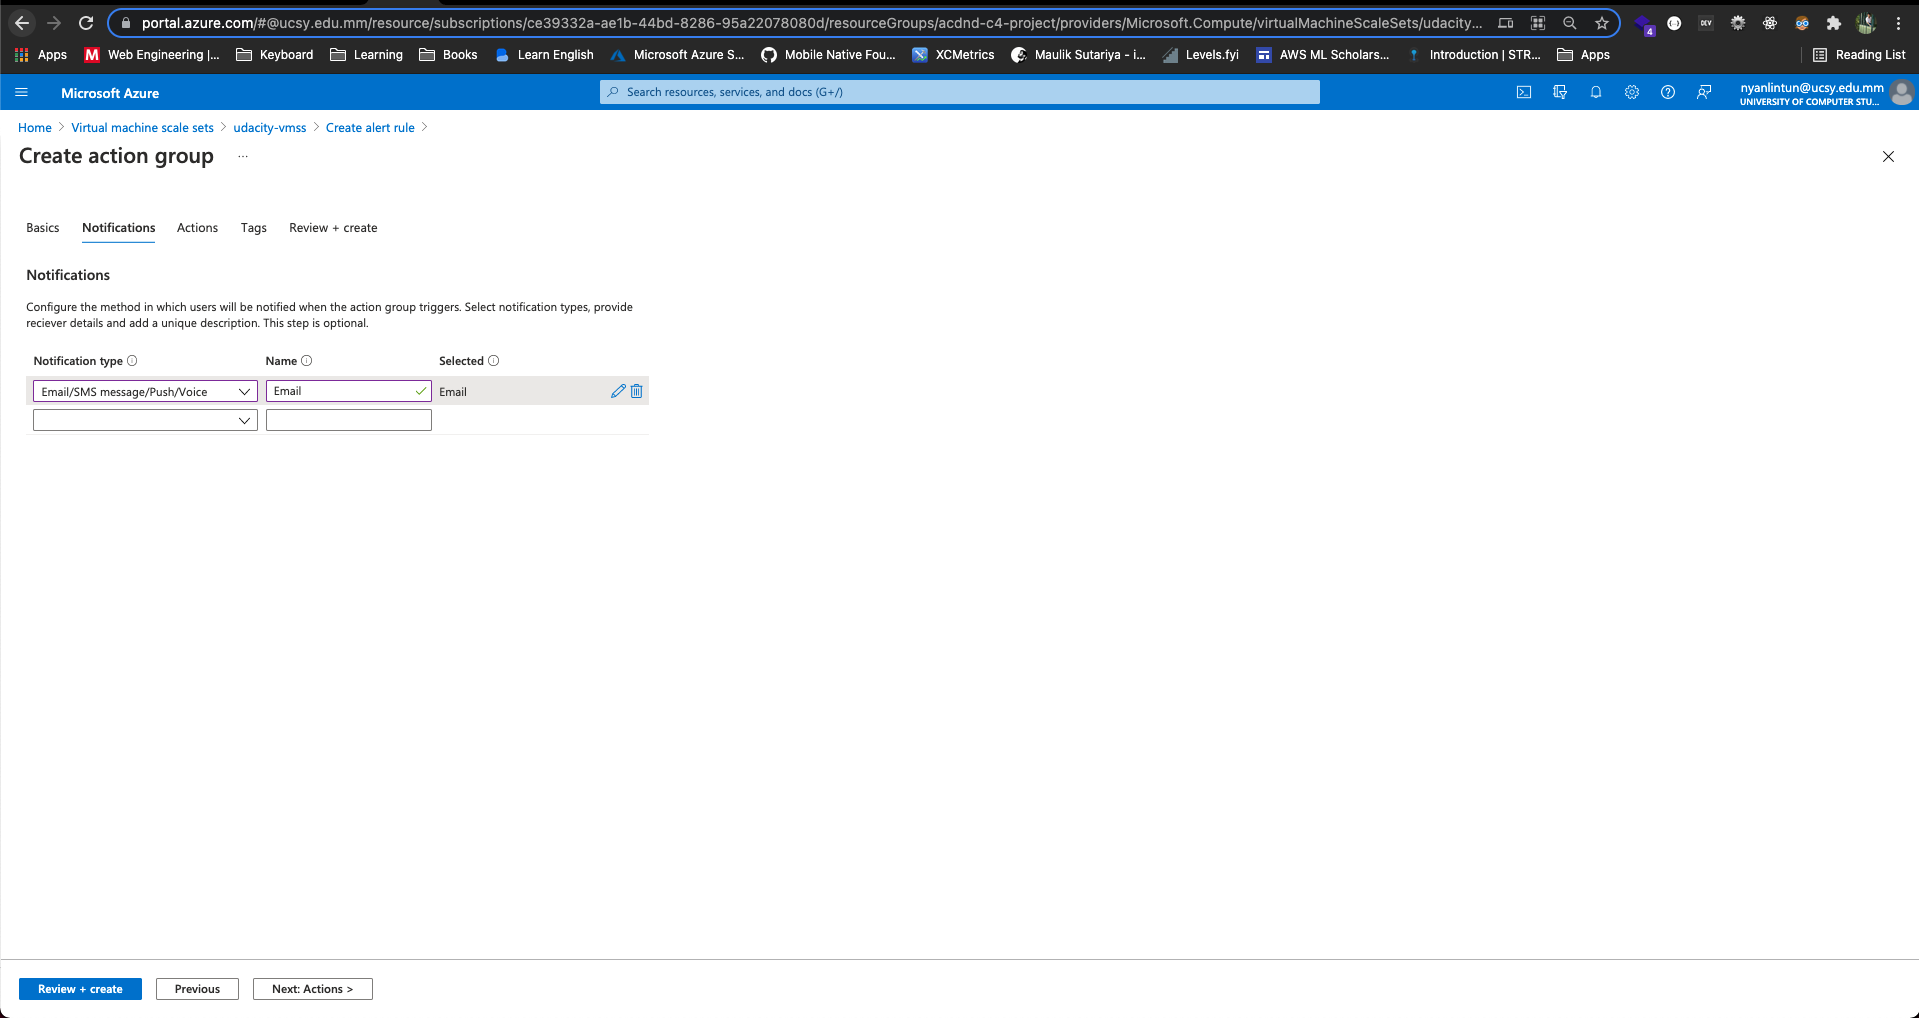 portal.azure.com/#@ucsy.edu.mm/resource/subscriptions/ce39332a-ae1b-44bd-8286-95a22078080d/resourceGroups/acdnd-c4-project/providers/Microsoft.Compute/virtualMachineScaleSets/udacity...
4
DEV
Apps M Web Engineering |... Keyboard Learning Books Learn English Microsoft Azure S... Mobile Native Fou... XCMetrics Maulik Sutariya - i... Levels.fyi AWS ML Scholars... Introduction | STR... Apps Reading List
Microsoft Azure
Search resources, services, and docs (G+/)
nyanlintun@ucsy.edu.mm
UNIVERSITY OF COMPUTER STU...
Home > Virtual machine scale sets > udacity-vmss > Create alert rule >
Create action group ...
Basics Notifications Actions Tags Review + create
Notifications
Configure the method in which users will be notified when the action group triggers. Select notification types, provide
reciever details and add a unique description. This step is optional.
Notification type Name Selected
Email/SMS message/Push/Voice Email Email
Review + create Previous Next: Actions >